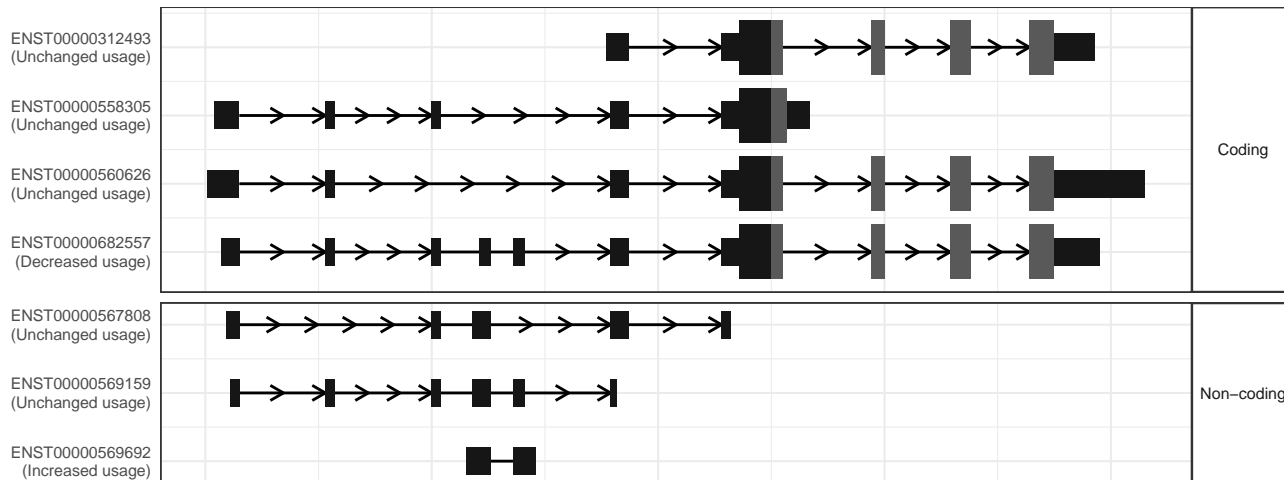 ENST00000312493
(Unchanged usage)
ENST00000558305
(Unchanged usage)
ENST00000560626
(Unchanged usage)
ENST00000682557
(Decreased usage)
Coding
ENST00000567808
(Unchanged usage)
ENST00000569159
(Unchanged usage)
ENST00000569692
(Increased usage)
Non−coding